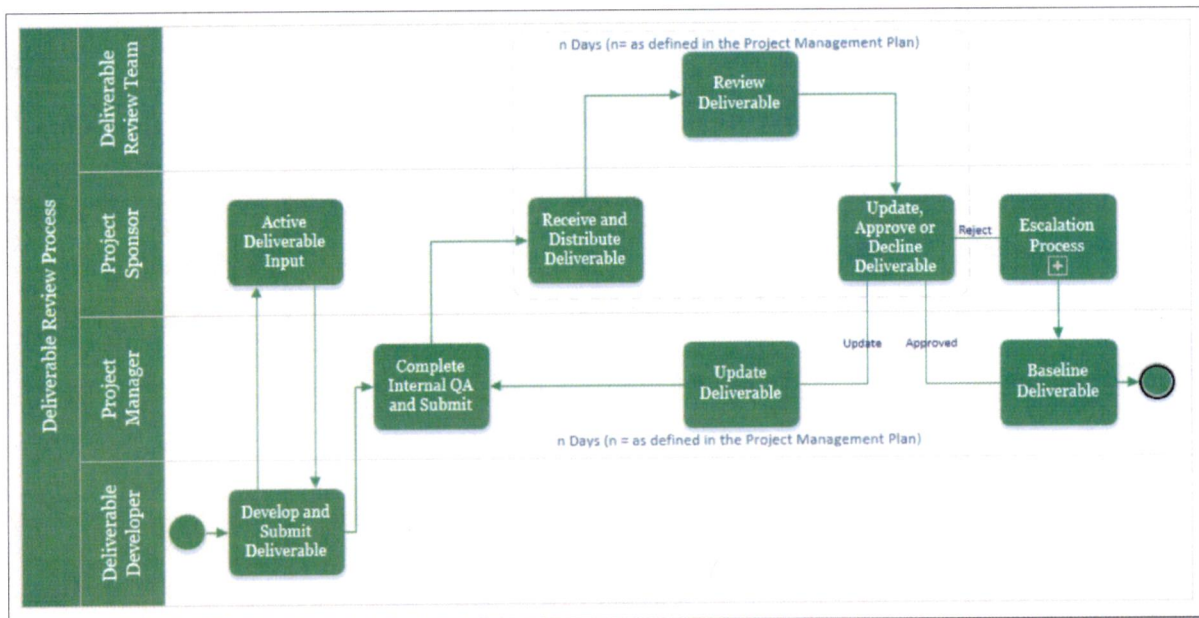 Deliverable Review Process
Deliverable
Review Team
n Days (n= as defined in the Project Management Plan)
Review
Deliverable
Project
Sponsor
Active
Deliverable
Input
Receive and
Distribute
Deliverable
Update,
Approve or
Decline
Deliverable
Reject
Escalation
Process
Project
Manager
Complete
Internal QA
and Submit
Update
Deliverable
Update
Approved
Baseline
Deliverable
n Days (n = as defined in the Project Management Plan)
Deliverable
Developer
Develop and
Submit
Deliverable